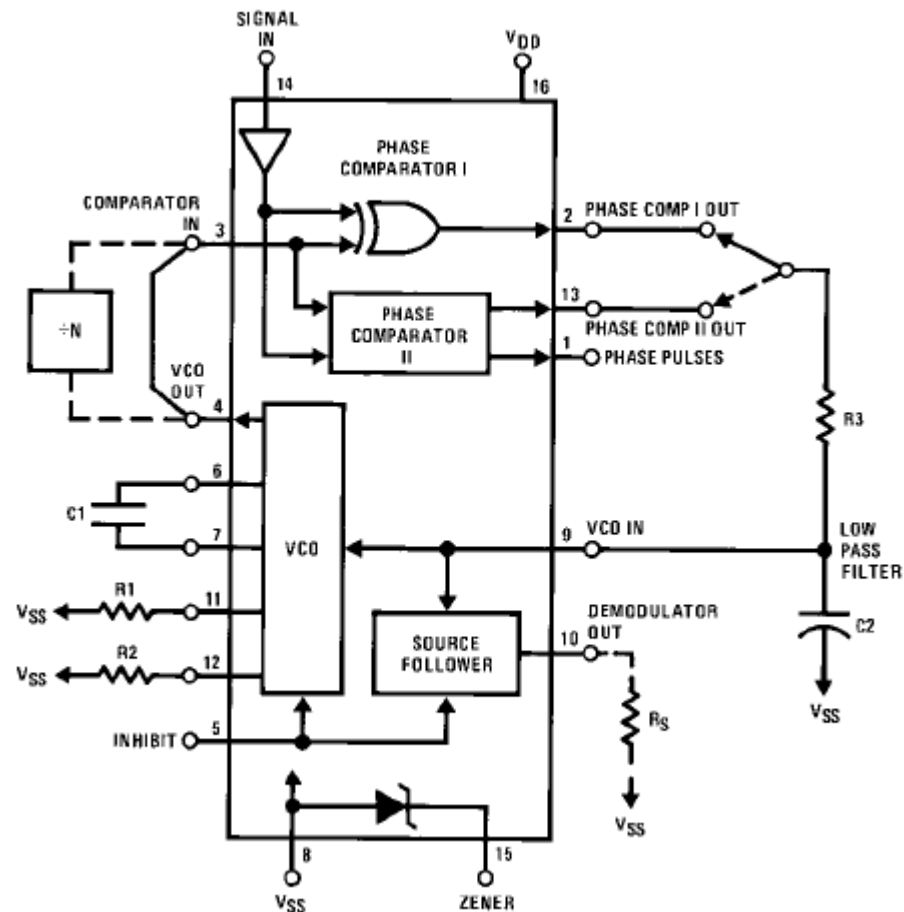 SIGNAL
IN
14
VDD
16
PHASE
COMPARATOR I
COMPARATOR
IN
3
2
PHASE COMP I OUT
÷N
PHASE
COMPARATOR
II
13
PHASE COMP II OUT
1
PHASE PULSES
VCO
OUT
4
R3
6
C1
7
VCO
9
VCO IN
LOW
PASS
FILTER
R1
VSS
11
DEMODULATOR
OUT
C2
R2
VSS
12
SOURCE
FOLLOWER
10
VSS
INHIBIT
5
RS
VSS
8
15
VSS
ZENER